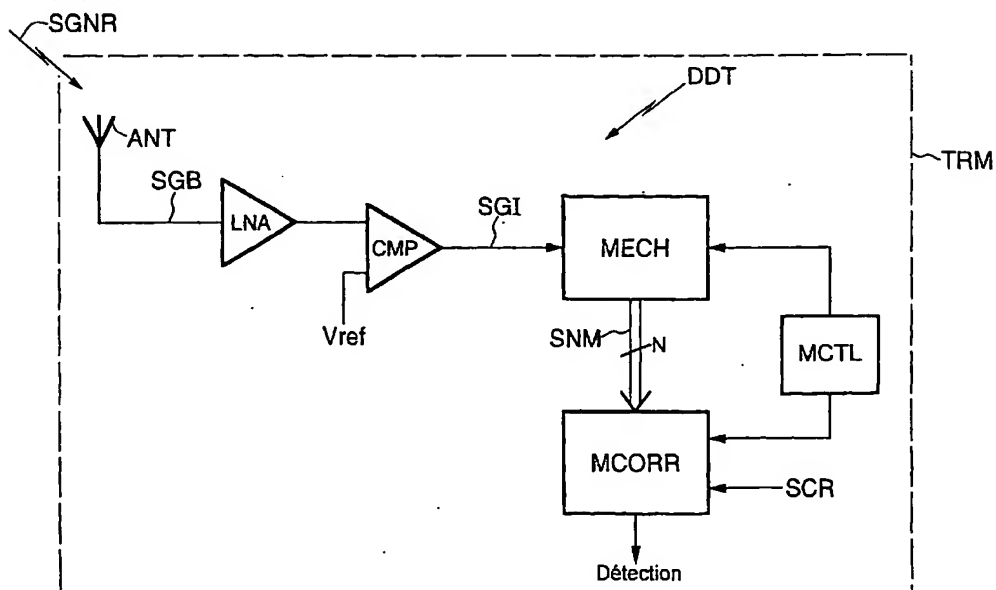 SGNR
DDT
ANT
TRM
SGB
LNA
CMP
SGI
MECH
Vref
SNM
N
MCTL
MCORR
SCR
Détection